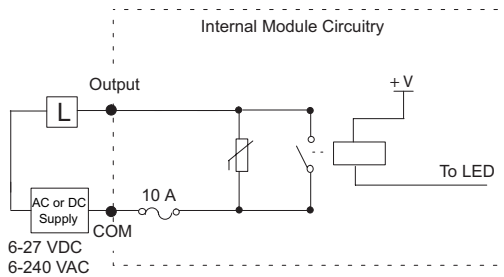 Internal Module Circuitry
Output
+V
L
To LED
AC or DC
Supply
10 A
COM
6-27 VDC
6-240 VAC